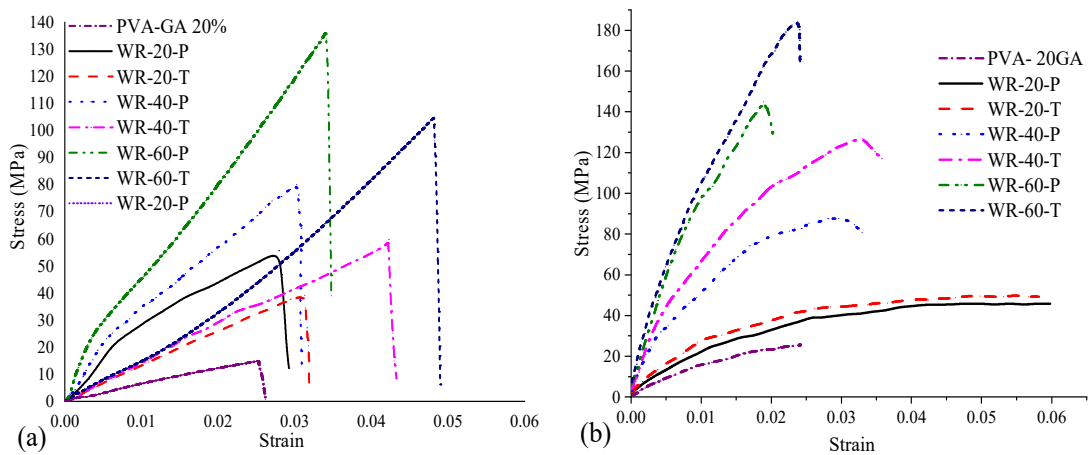 140
130
120
110
100
90
80
70
60
50
40
30
20
10
0
Stress (MPa)
PVA-GA 20%
WR-20-P
WR-20-T
WR-40-P
WR-40-T
WR-60-P
WR-60-T
WR-20-P
0.00 0.01 0.02 0.03 0.04 0.05 0.06
Strain
(a)
180
160
140
120
100
80
60
40
20
0
Stress (MPa)
PVA- 20GA
WR-20-P
WR-20-T
WR-40-P
WR-40-T
WR-60-P
WR-60-T
0.00 0.01 0.02 0.03 0.04 0.05 0.06
Strain
(b)